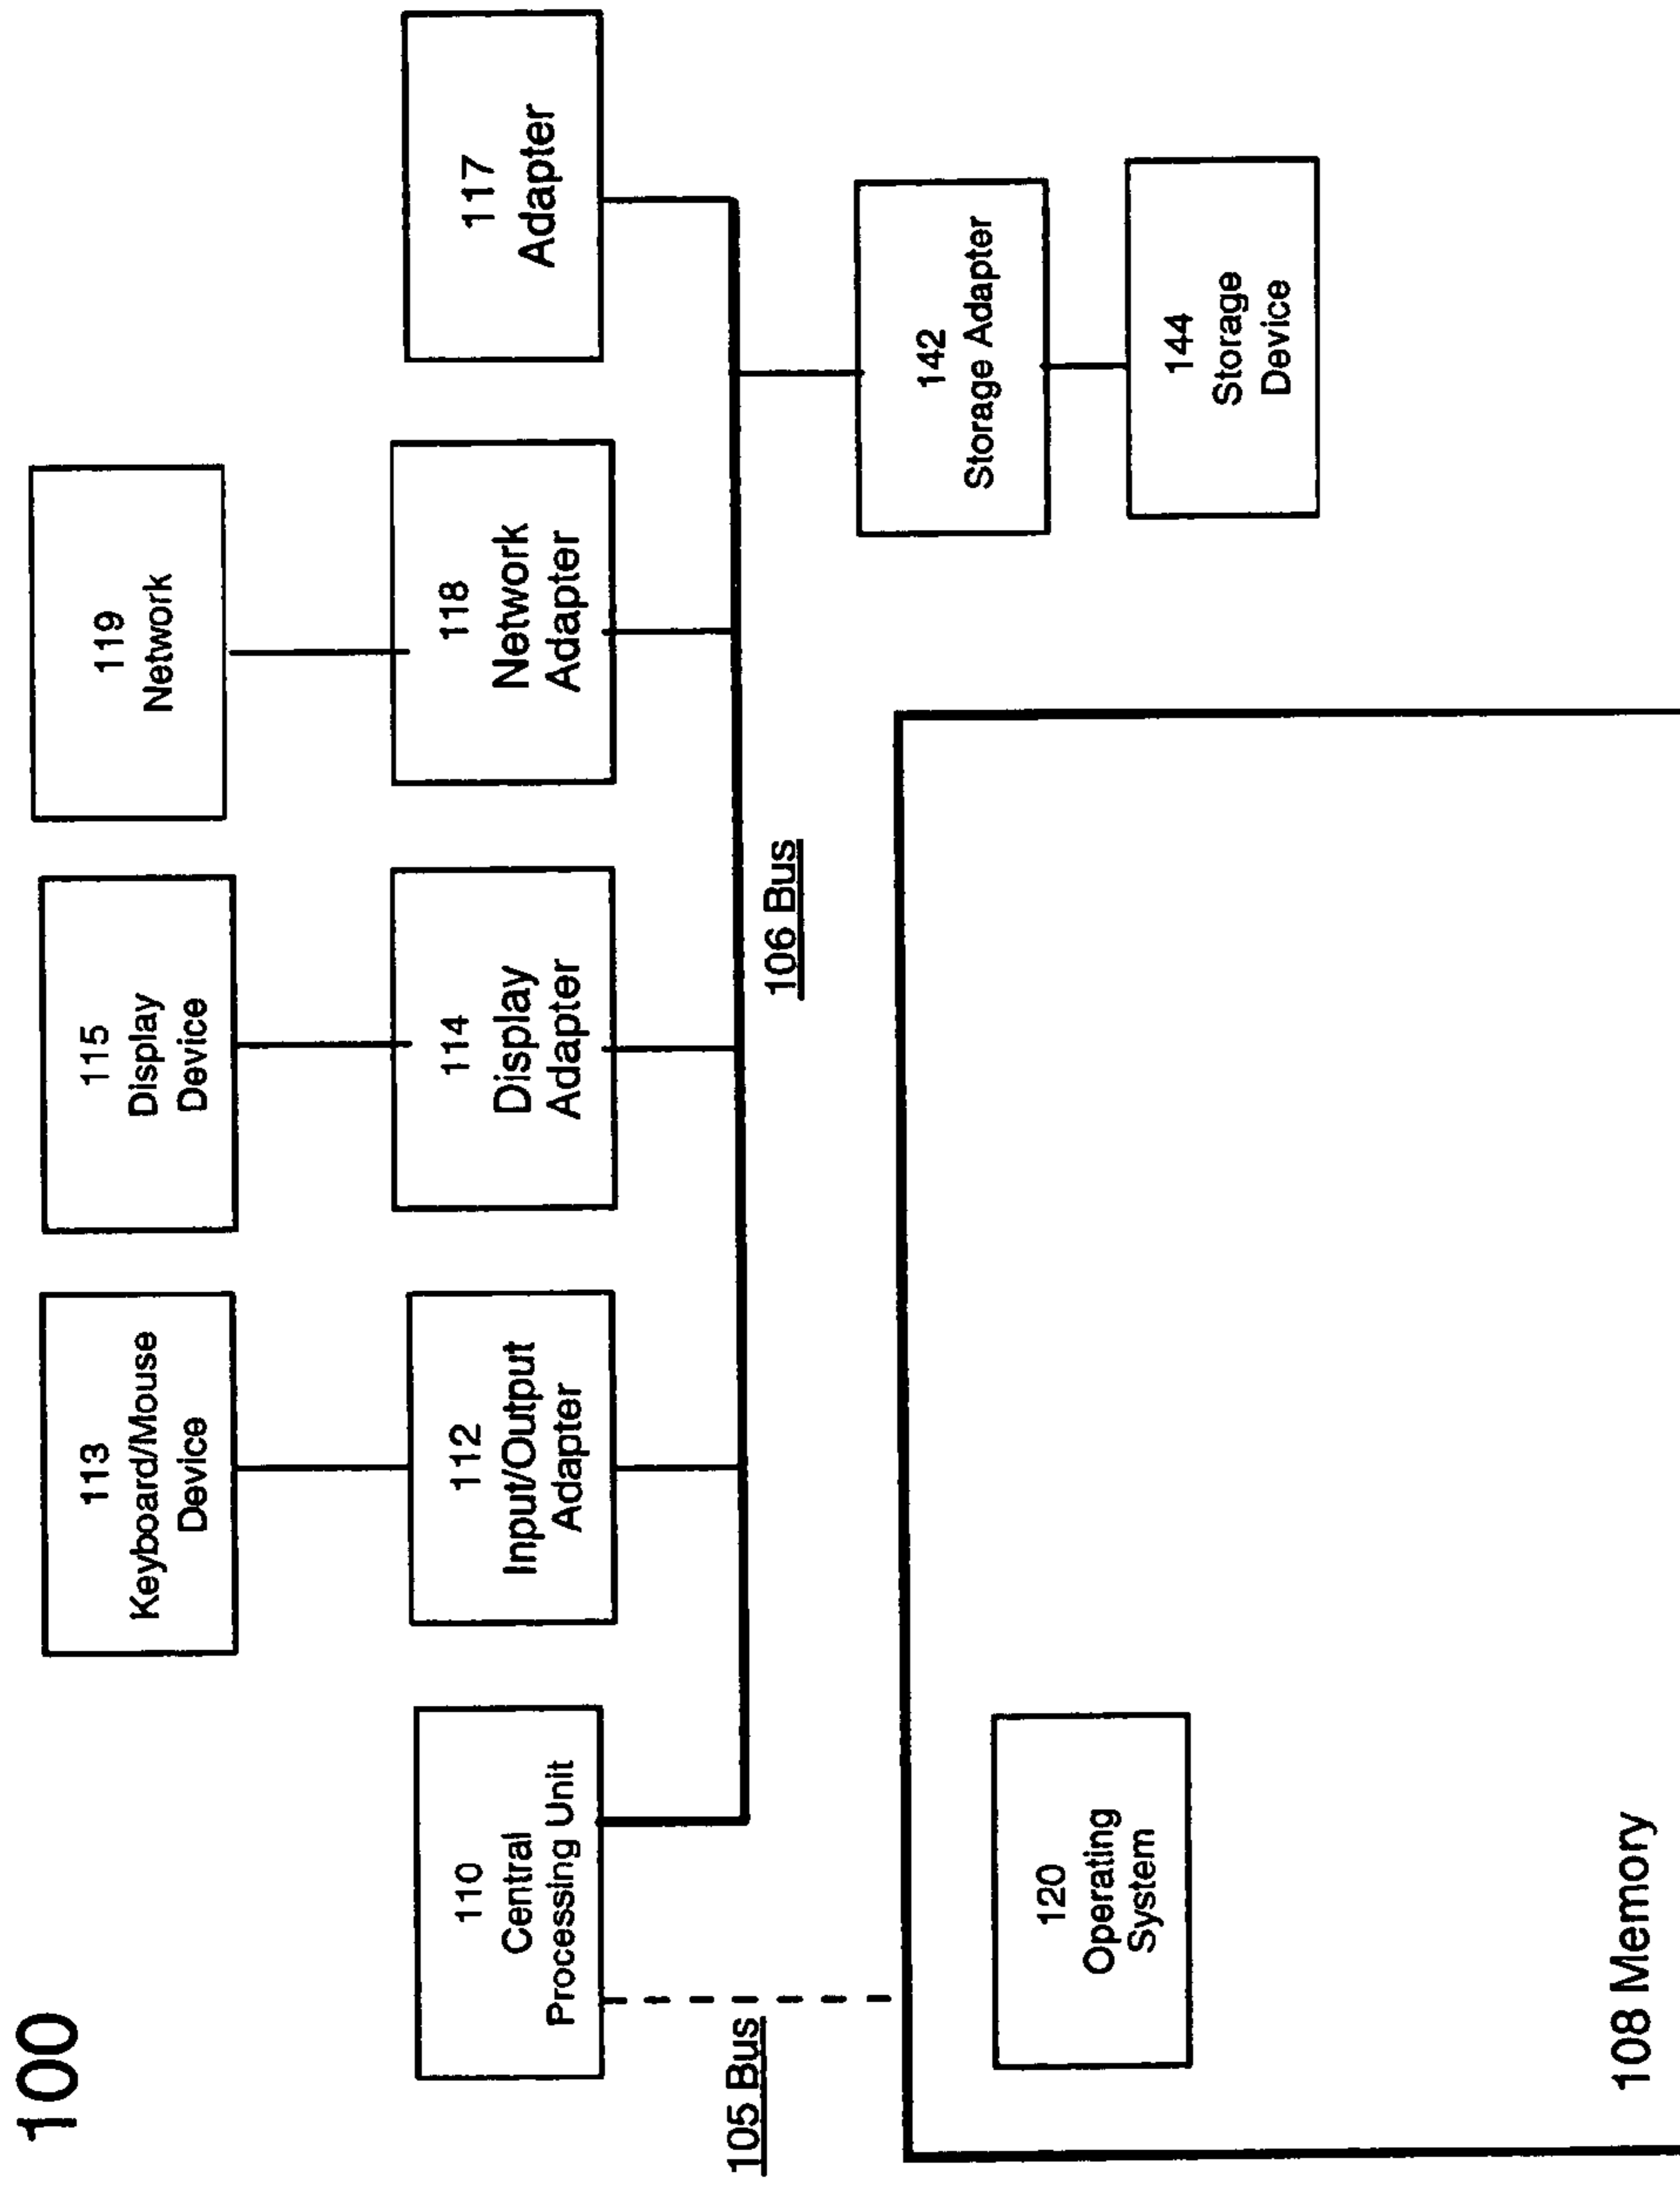 100
113
Keyboard/Mouse
Device
115
Display
Device
119
Network
110
Central
Processing Unit
112
Input/Output
Adapter
114
Display
Adapter
118
Network
Adapter
117
Adapter
105 Bus
106 Bus
142
Storage Adapter
144
Storage
Device
120
Operating
System
108 Memory